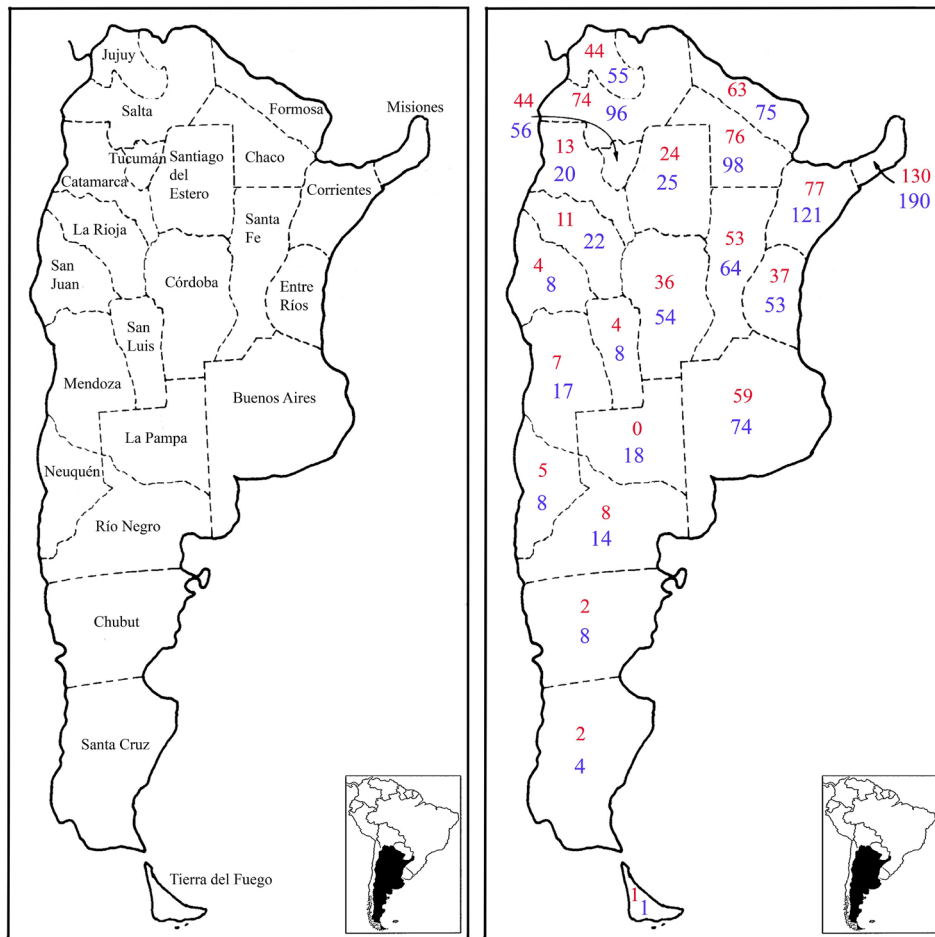 Jujuy
Salta
Formosa
Misiones
Tucumán
Santiago
del
Estero
Chaco
Catamarca
Corrientes
La Rioja
Santa
Fe
San
Juan
Córdoba
Entre
Ríos
San
Luis
Mendoza
Buenos Aires
La Pampa
Neuquén
Río Negro
Chubut
Santa Cruz
Tierra del Fuego
44
55
63
75
44
56
74
96
76
98
13
20
24
25
130
190
77
121
11
22
53
64
4
8
36
54
37
53
4
8
7
17
59
74
0
18
5
8
8
14
2
8
2
4
1
1